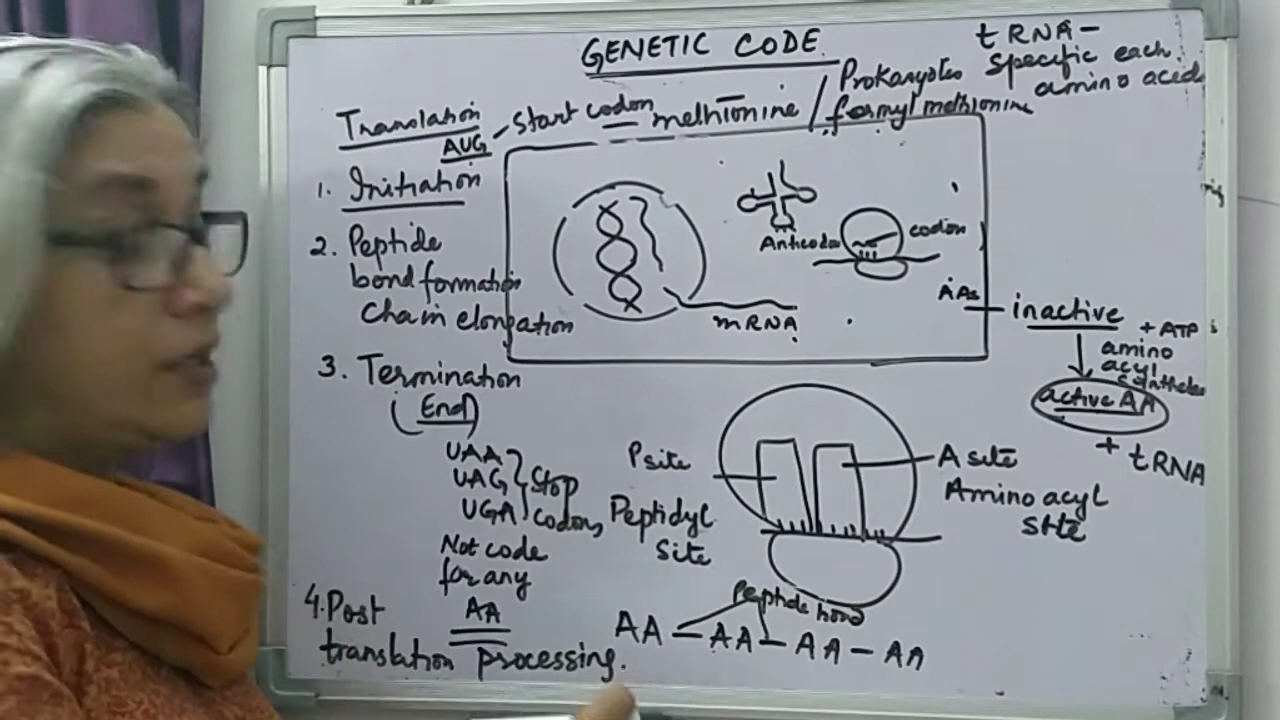 GENETIC CODE
tRNA -
specific each
amino acid
Translation
AUG - Start codon methionine / Prokaryotes
formyl methionine
1. Initiation
2. Peptide
bond formation
Chain elongation
Anticodon
codon
mRNA
AAs
inactive
+ ATP
amino
acyl
active AA
+ tRNA
3. Termination
(End)
UAA
UAG
UGA
Stop
codons
Not code
for any
AA
P site
Peptidyl
Site
A site
Amino acyl
site
4. Post
translation processing.
Peptide bond
AA - AA - AA - AA